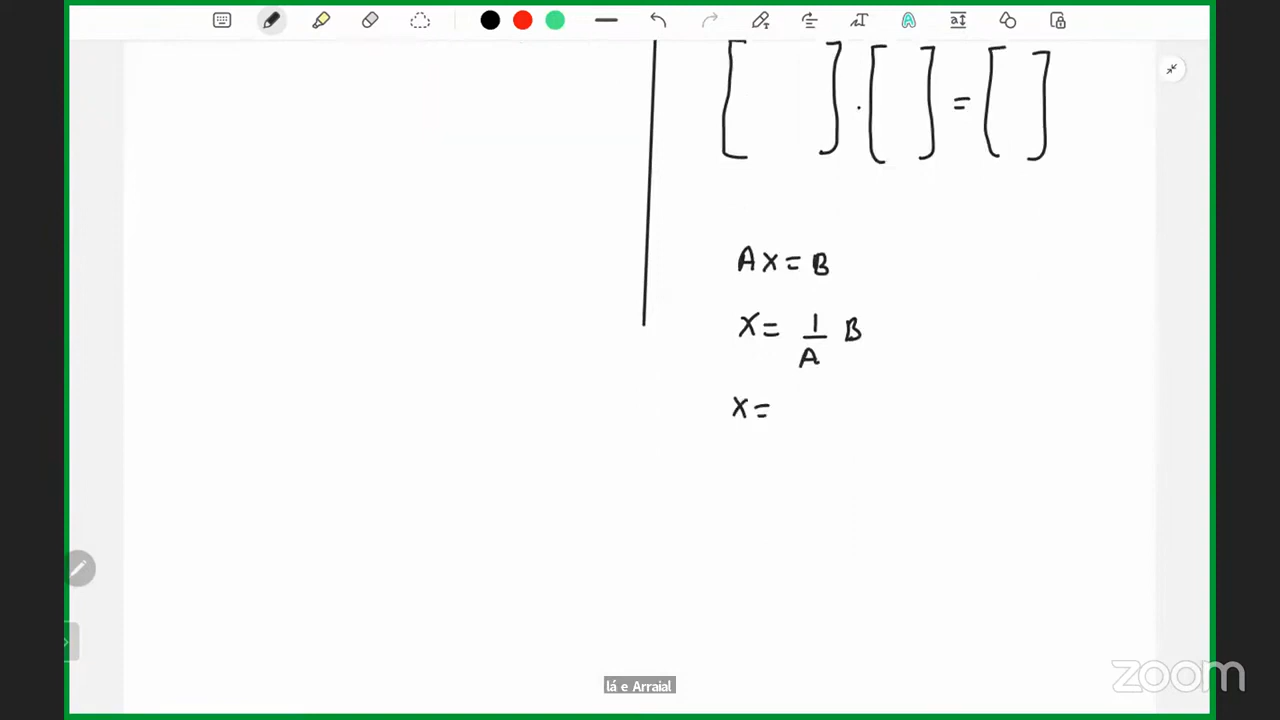 [ ] · [ ] = [ ]
AX = B
X = 1/A B
X =
lá e Arraial
zoom